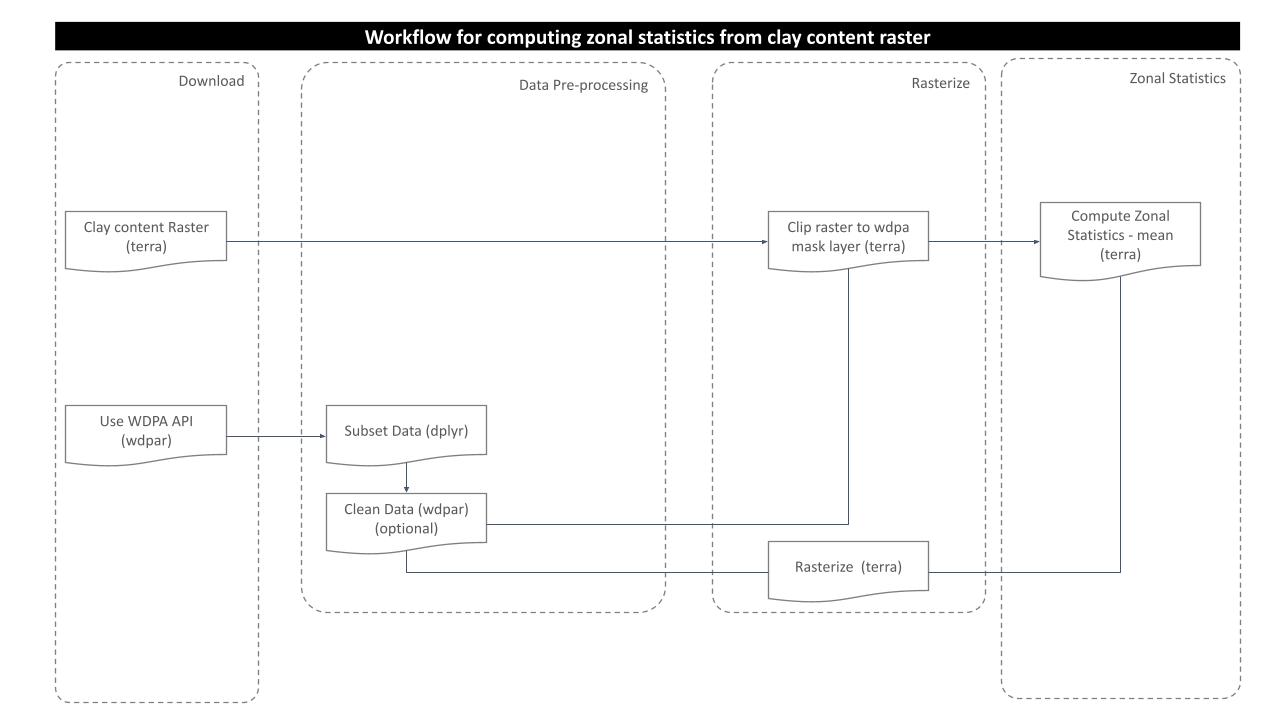 Workflow for computing zonal statistics from clay content raster
Download
Data Pre-processing
Rasterize
Zonal Statistics
Clay content Raster
(terra)
Clip raster to wdpa
mask layer (terra)
Compute Zonal
Statistics - mean
(terra)
Use WDPA API
(wdpar)
Subset Data (dplyr)
Clean Data (wdpar)
(optional)
Rasterize  (terra)